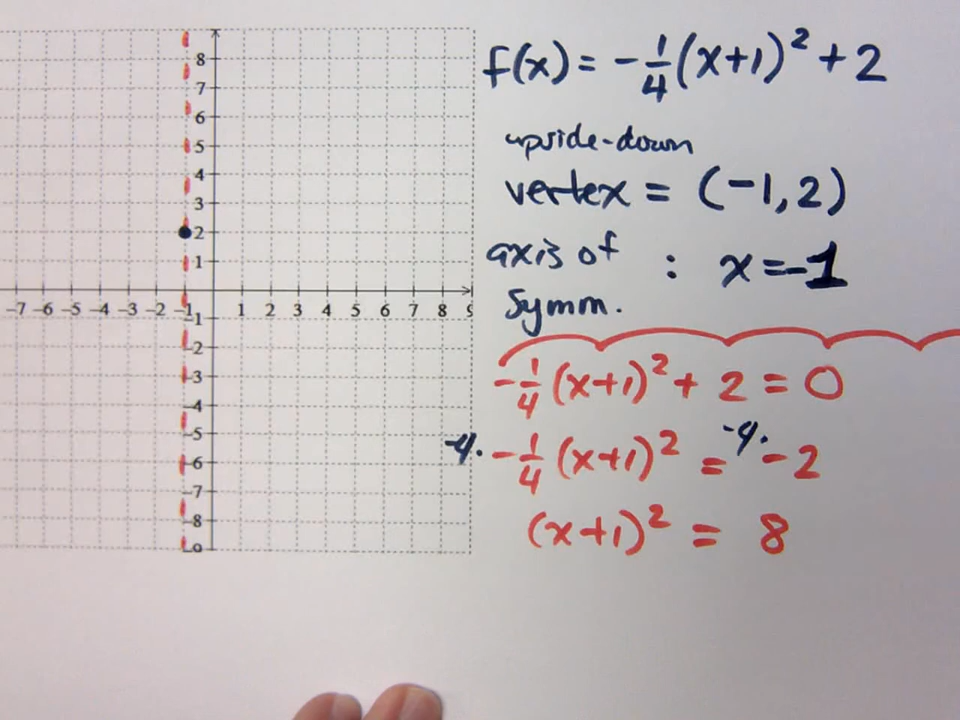 f(x) = -1/4 (x+1)² + 2
upside-down
vertex = (-1, 2)
axis of
symm. : x = -1
-1/4 (x+1)² + 2 = 0
-4· -1/4 (x+1)² = -4· -2
(x+1)² = 8
8
7
6
5
4
3
2
1
-7 -6 -5 -4 -3 -2 -1 1 2 3 4 5 6 7 8 9
-1
-2
-3
-4
-5
-6
-7
-8